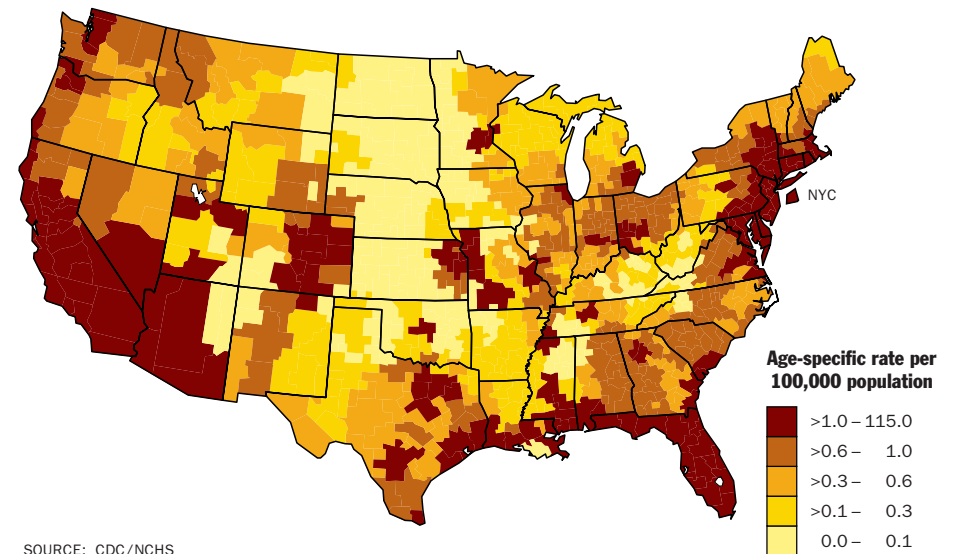 NYC
Age-specific rate per
100,000 population
>1.0 – 115.0
>0.6 – 1.0
>0.3 – 0.6
>0.1 – 0.3
0.0 – 0.1
SOURCE: CDC/NCHS